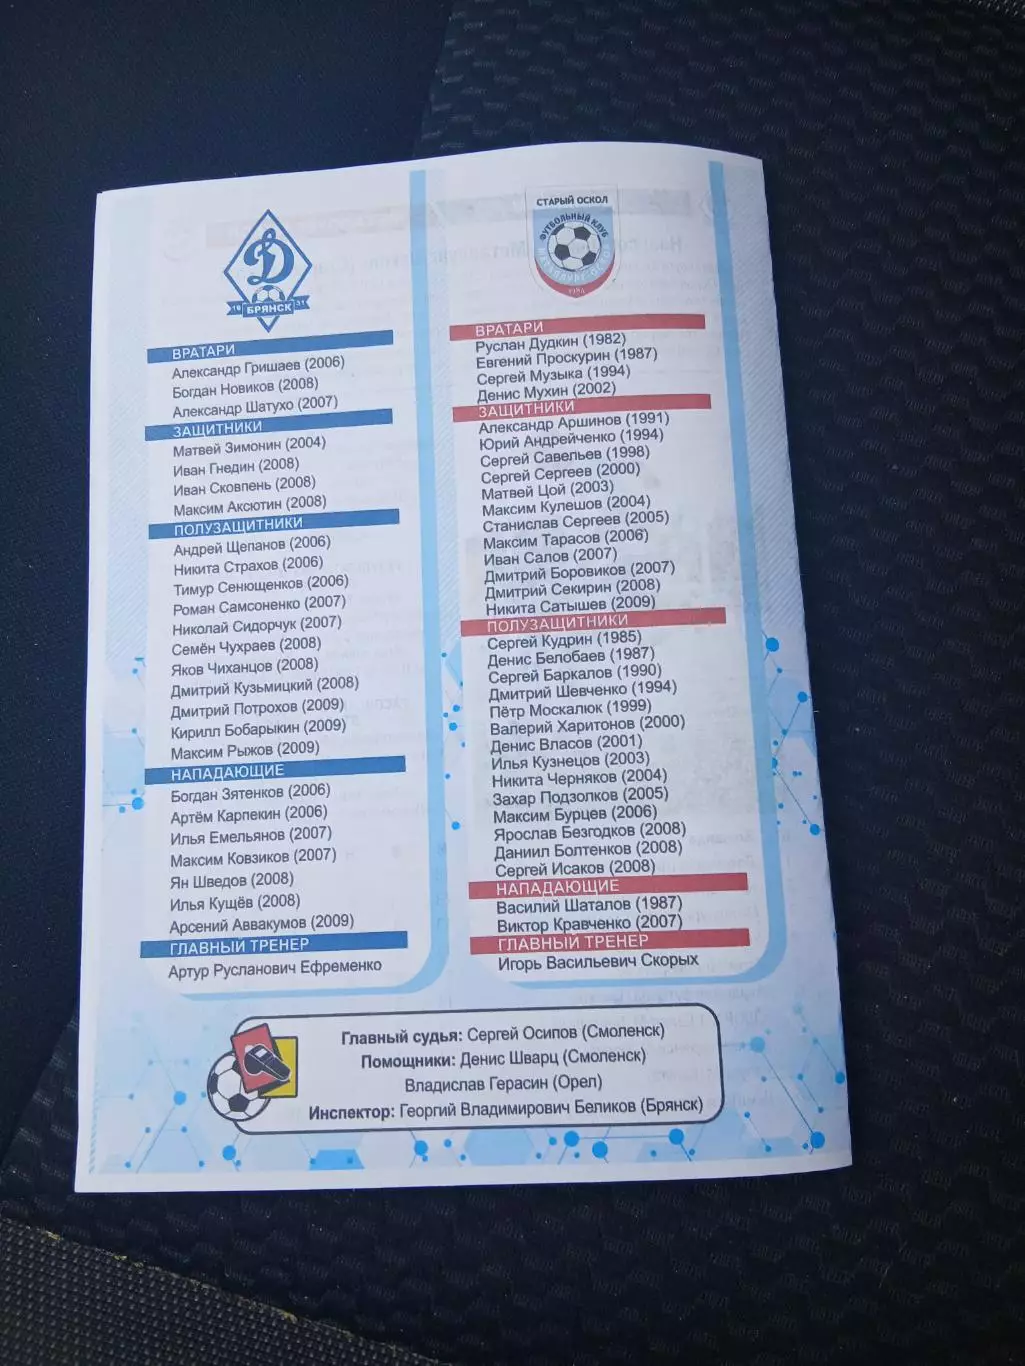 БРЯНСК
19 31
ВРАТАРИ
Александр Гришаев (2006)
Богдан Новиков (2008)
Александр Шатухо (2007)
ЗАЩИТНИКИ
Матвей Зимонин (2004)
Иван Гнедин (2008)
Иван Сковпень (2008)
Максим Аксютин (2008)
ПОЛУЗАЩИТНИКИ
Андрей Щепанов (2006)
Никита Страхов (2006)
Тимур Сенющенков (2006)
Роман Самсоненко (2007)
Николай Сидорчук (2007)
Семён Чухраев (2008)
Яков Чиханцов (2008)
Дмитрий Кузьмицкий (2008)
Дмитрий Потрохов (2009)
Кирилл Бобарыкин (2009)
Максим Рыжов (2009)
НАПАДАЮЩИЕ
Богдан Зятенков (2006)
Артём Карпекин (2006)
Илья Емельянов (2007)
Максим Ковзиков (2007)
Ян Шведов (2008)
Илья Кущёв (2008)
Арсений Аввакумов (2009)
ГЛАВНЫЙ ТРЕНЕР
Артур Русланович Ефременко
СТАРЫЙ ОСКОЛ
ФУТБОЛЬНЫЙ КЛУБ
ВРАТАРИ
Руслан Дудкин (1982)
Евгений Проскурин (1987)
Сергей Музыка (1994)
Денис Мухин (2002)
ЗАЩИТНИКИ
Александр Аршинов (1991)
Юрий Андрейченко (1994)
Сергей Савельев (1998)
Сергей Сергеев (2000)
Матвей Цой (2003)
Максим Кулешов (2004)
Станислав Сергеев (2005)
Максим Тарасов (2006)
Иван Салов (2007)
Дмитрий Боровиков (2007)
Дмитрий Секирин (2008)
Никита Сатышев (2009)
ПОЛУЗАЩИТНИКИ
Сергей Кудрин (1985)
Денис Белобаев (1987)
Сергей Баркалов (1990)
Дмитрий Шевченко (1994)
Пётр Москалюк (1999)
Валерий Харитонов (2000)
Денис Власов (2001)
Илья Кузнецов (2003)
Никита Черняков (2004)
Захар Подзолков (2005)
Максим Бурцев (2006)
Ярослав Безгодков (2008)
Даниил Болтенков (2008)
Сергей Исаков (2008)
НАПАДАЮЩИЕ
Василий Шаталов (1987)
Виктор Кравченко (2007)
ГЛАВНЫЙ ТРЕНЕР
Игорь Васильевич Скорых
Главный судья: Сергей Осипов (Смоленск)
Помощники: Денис Шварц (Смоленск)
Владислав Герасин (Орел)
Инспектор: Георгий Владимирович Беликов (Брянск)